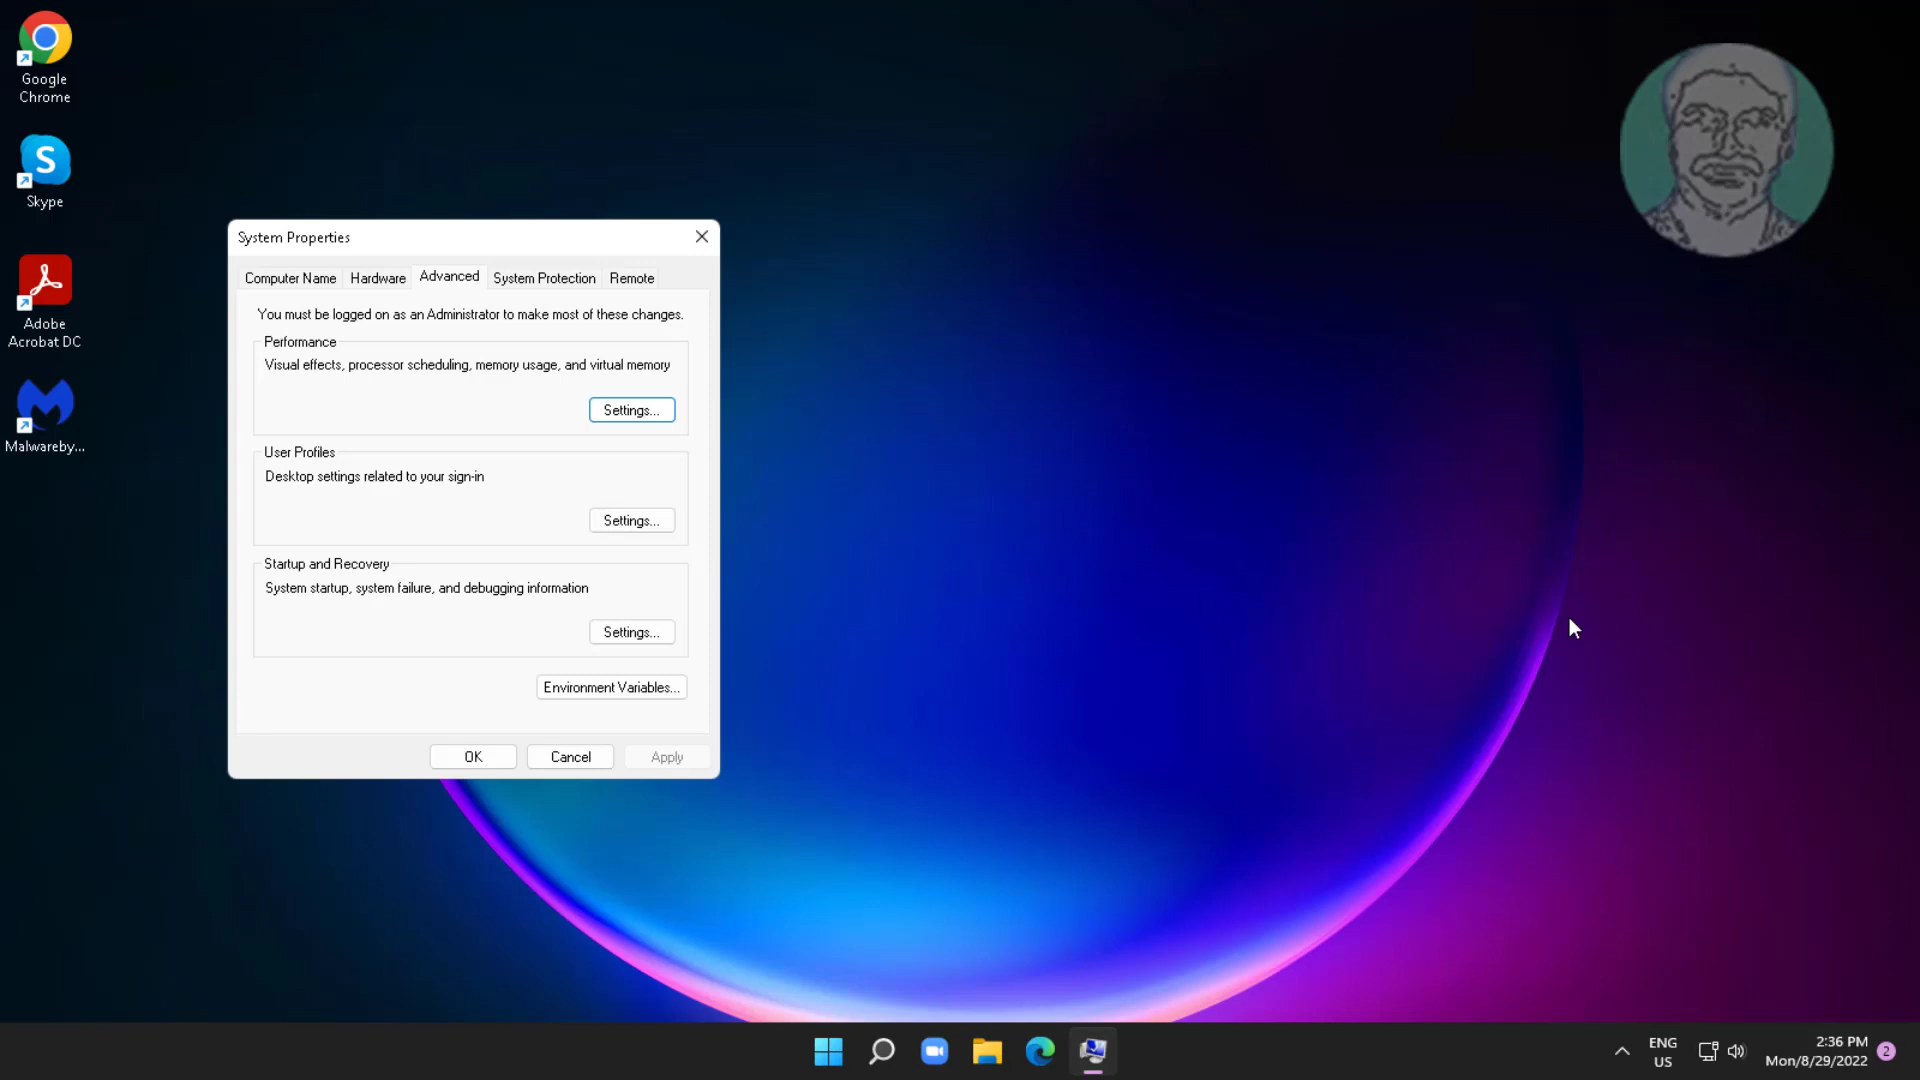 Google
Chrome
S
Skype
Adobe
Acrobat DC
Malwareby...
System Properties
Computer Name
Hardware
Advanced
System Protection
Remote
You must be logged on as an Administrator to make most of these changes.
Performance
Visual effects, processor scheduling, memory usage, and virtual memory
Settings...
User Profiles
Desktop settings related to your sign-in
Settings...
Startup and Recovery
System startup, system failure, and debugging information
Settings...
Environment Variables...
OK
Cancel
Apply
ENG
US
2:36 PM
Mon/8/29/2022
2